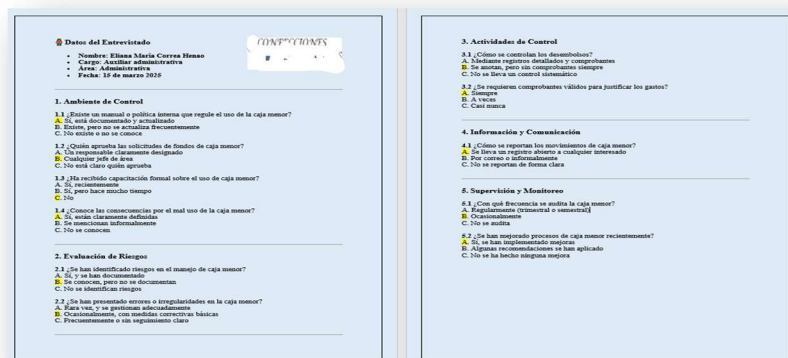 Datos del Entrevistado
• Nombre: Eliana María Correa Henao
• Cargo: Auxiliar administrativa
• Área: Administrativa
• Fecha: 15 de marzo 2025
CONFECCIONES
1. Ambiente de Control
1.1 ¿Existe un manual o política interna que regule el uso de la caja menor?
A. Sí, está documentado y actualizado
B. Existe, pero no se actualiza frecuentemente
C. No existe o no se conoce
1.2 ¿Quién aprueba las solicitudes de fondos de caja menor?
A. Un responsable claramente designado
B. Cualquier jefe de área
C. No está claro quién aprueba
1.3 ¿Ha recibido capacitación formal sobre el uso de caja menor?
A. Sí, recientemente
B. Sí, pero hace mucho tiempo
C. No
1.4 ¿Conoce las consecuencias por el mal uso de la caja menor?
A. Sí, están claramente definidas
B. Se mencionan informalmente
C. No se conocen
2. Evaluación de Riesgos
2.1 ¿Se han identificado riesgos en el manejo de caja menor?
A. Sí, y se han documentado
B. Se conocen, pero no se documentan
C. No se identifican riesgos
2.2 ¿Se han presentado errores o irregularidades en la caja menor?
A. Rara vez, y se gestionan adecuadamente
B. Ocasionalmente, con medidas correctivas básicas
C. Frecuentemente o sin seguimiento claro
3. Actividades de Control
3.1 ¿Cómo se controlan los desembolsos?
A. Mediante registros detallados y comprobantes
B. Se anotan, pero sin comprobantes siempre
C. No se lleva un control sistemático
3.2 ¿Se requieren comprobantes válidos para justificar los gastos?
A. Siempre
B. A veces
C. Casi nunca
4. Información y Comunicación
4.1 ¿Cómo se reportan los movimientos de caja menor?
A. Se lleva un registro abierto a cualquier interesado
B. Por correo o informalmente
C. No se reportan de forma clara
5. Supervisión y Monitoreo
5.1 ¿Con qué frecuencia se audita la caja menor?
A. Regularmente (trimestral o semestral)
B. Ocasionalmente
C. No se audita
5.2 ¿Se han mejorado procesos de caja menor recientemente?
A. Sí, se han implementado mejoras
B. Algunas recomendaciones se han aplicado
C. No se ha hecho ninguna mejora